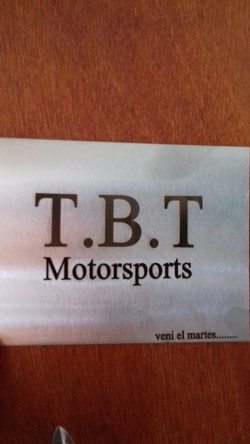 T.B.T
Motorsports
veni el martes........